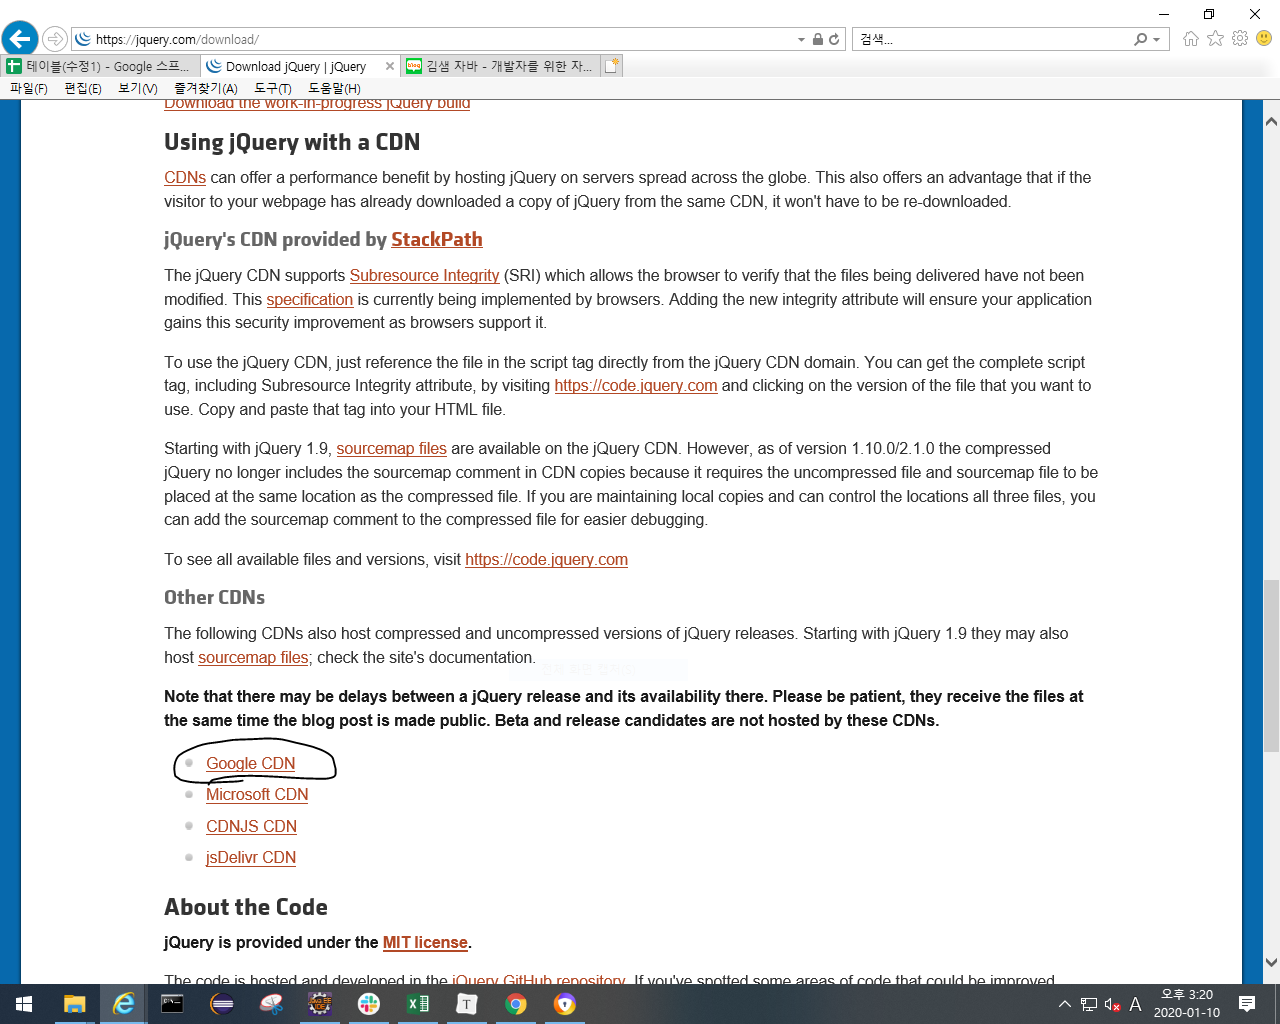 https://jquery.com/download/
검색...
테이블(수정1) - Google 스프...
Download jQuery | jQuery
blog
김샘 자바 - 개발자를 위한 자...
파일(F) 편집(E) 보기(V) 즐겨찾기(A) 도구(T) 도움말(H)
Download the work-in-progress jQuery build
Using jQuery with a CDN
CDNs can offer a performance benefit by hosting jQuery on servers spread across the globe. This also offers an advantage that if the
visitor to your webpage has already downloaded a copy of jQuery from the same CDN, it won't have to be re-downloaded.
jQuery's CDN provided by StackPath
The jQuery CDN supports Subresource Integrity (SRI) which allows the browser to verify that the files being delivered have not been
modified. This specification is currently being implemented by browsers. Adding the new integrity attribute will ensure your application
gains this security improvement as browsers support it.
To use the jQuery CDN, just reference the file in the script tag directly from the jQuery CDN domain. You can get the complete script
tag, including Subresource Integrity attribute, by visiting https://code.jquery.com and clicking on the version of the file that you want to
use. Copy and paste that tag into your HTML file.
Starting with jQuery 1.9, sourcemap files are available on the jQuery CDN. However, as of version 1.10.0/2.1.0 the compressed
jQuery no longer includes the sourcemap comment in CDN copies because it requires the uncompressed file and sourcemap file to be
placed at the same location as the compressed file. If you are maintaining local copies and can control the locations all three files, you
can add the sourcemap comment to the compressed file for easier debugging.
To see all available files and versions, visit https://code.jquery.com
Other CDNs
The following CDNs also host compressed and uncompressed versions of jQuery releases. Starting with jQuery 1.9 they may also
host sourcemap files; check the site's documentation.
Note that there may be delays between a jQuery release and its availability there. Please be patient, they receive the files at
the same time the blog post is made public. Beta and release candidates are not hosted by these CDNs.
Google CDN
Microsoft CDN
CDNJS CDN
jsDelivr CDN
About the Code
jQuery is provided under the MIT license.
The code is hosted and developed in the jQuery GitHub repository. If you've spotted some areas of code that could be improved,
Java EE
IDE
T
A
오후 3:20
2020-01-10